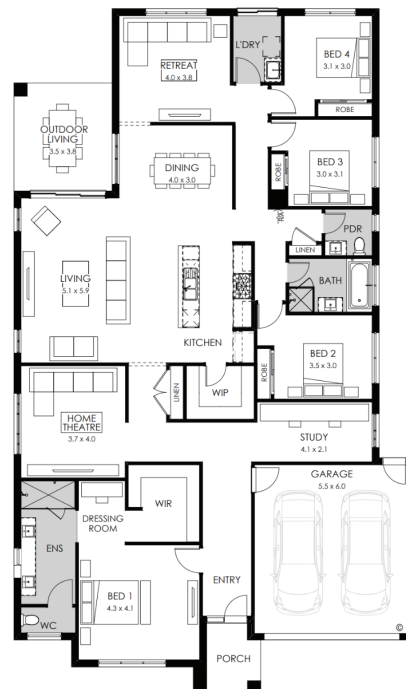 RETREAT
4.0 x 3.8
L'DRY
BED 4
3.1 x 3.0
ROBE
OUTDOOR
LIVING
3.5 x 3.8
DINING
4.0 x 3.0
ROBE
BED 3
3.0 x 3.1
LINEN
PDR
BATH
LIVING
5.1 x 5.9
KITCHEN
ROBE
BED 2
3.5 x 3.0
LINEN
WIP
HOME
THEATRE
3.7 x 4.0
STUDY
4.1 x 2.1
GARAGE
5.5 x 6.0
DRESSING
ROOM
WIR
ENS
BED 1
4.3 x 4.1
ENTRY
WC
PORCH
©